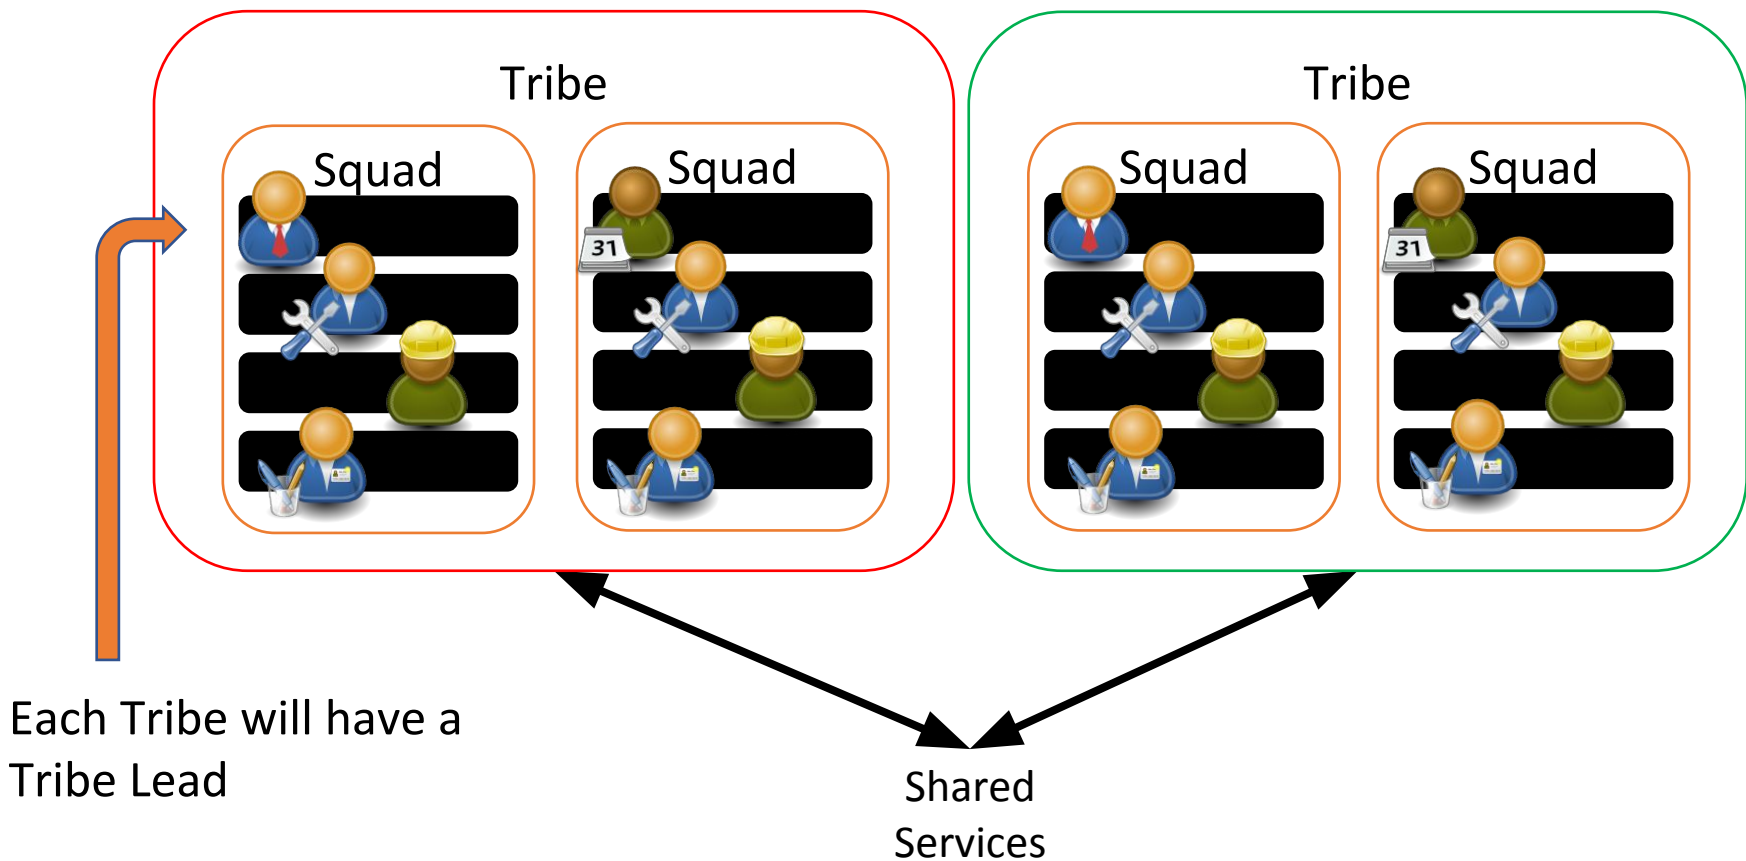 Tribe
Tribe
Squad
Squad
Squad
Squad
31
31
Each Tribe will have a
Tribe Lead
Shared
Services